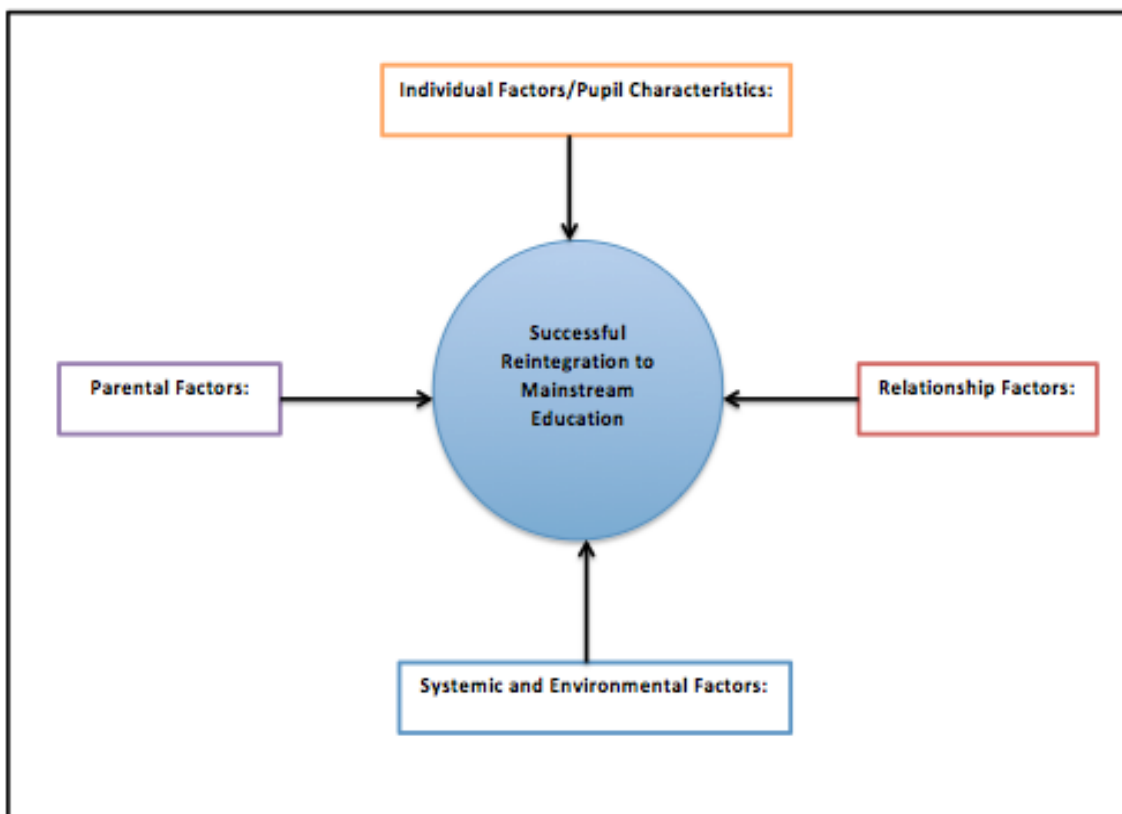 Individual Factors/Pupil Characteristics:
Successful
Reintegration to
Mainstream
Education
Parental Factors:
Relationship Factors:
Systemic and Environmental Factors: